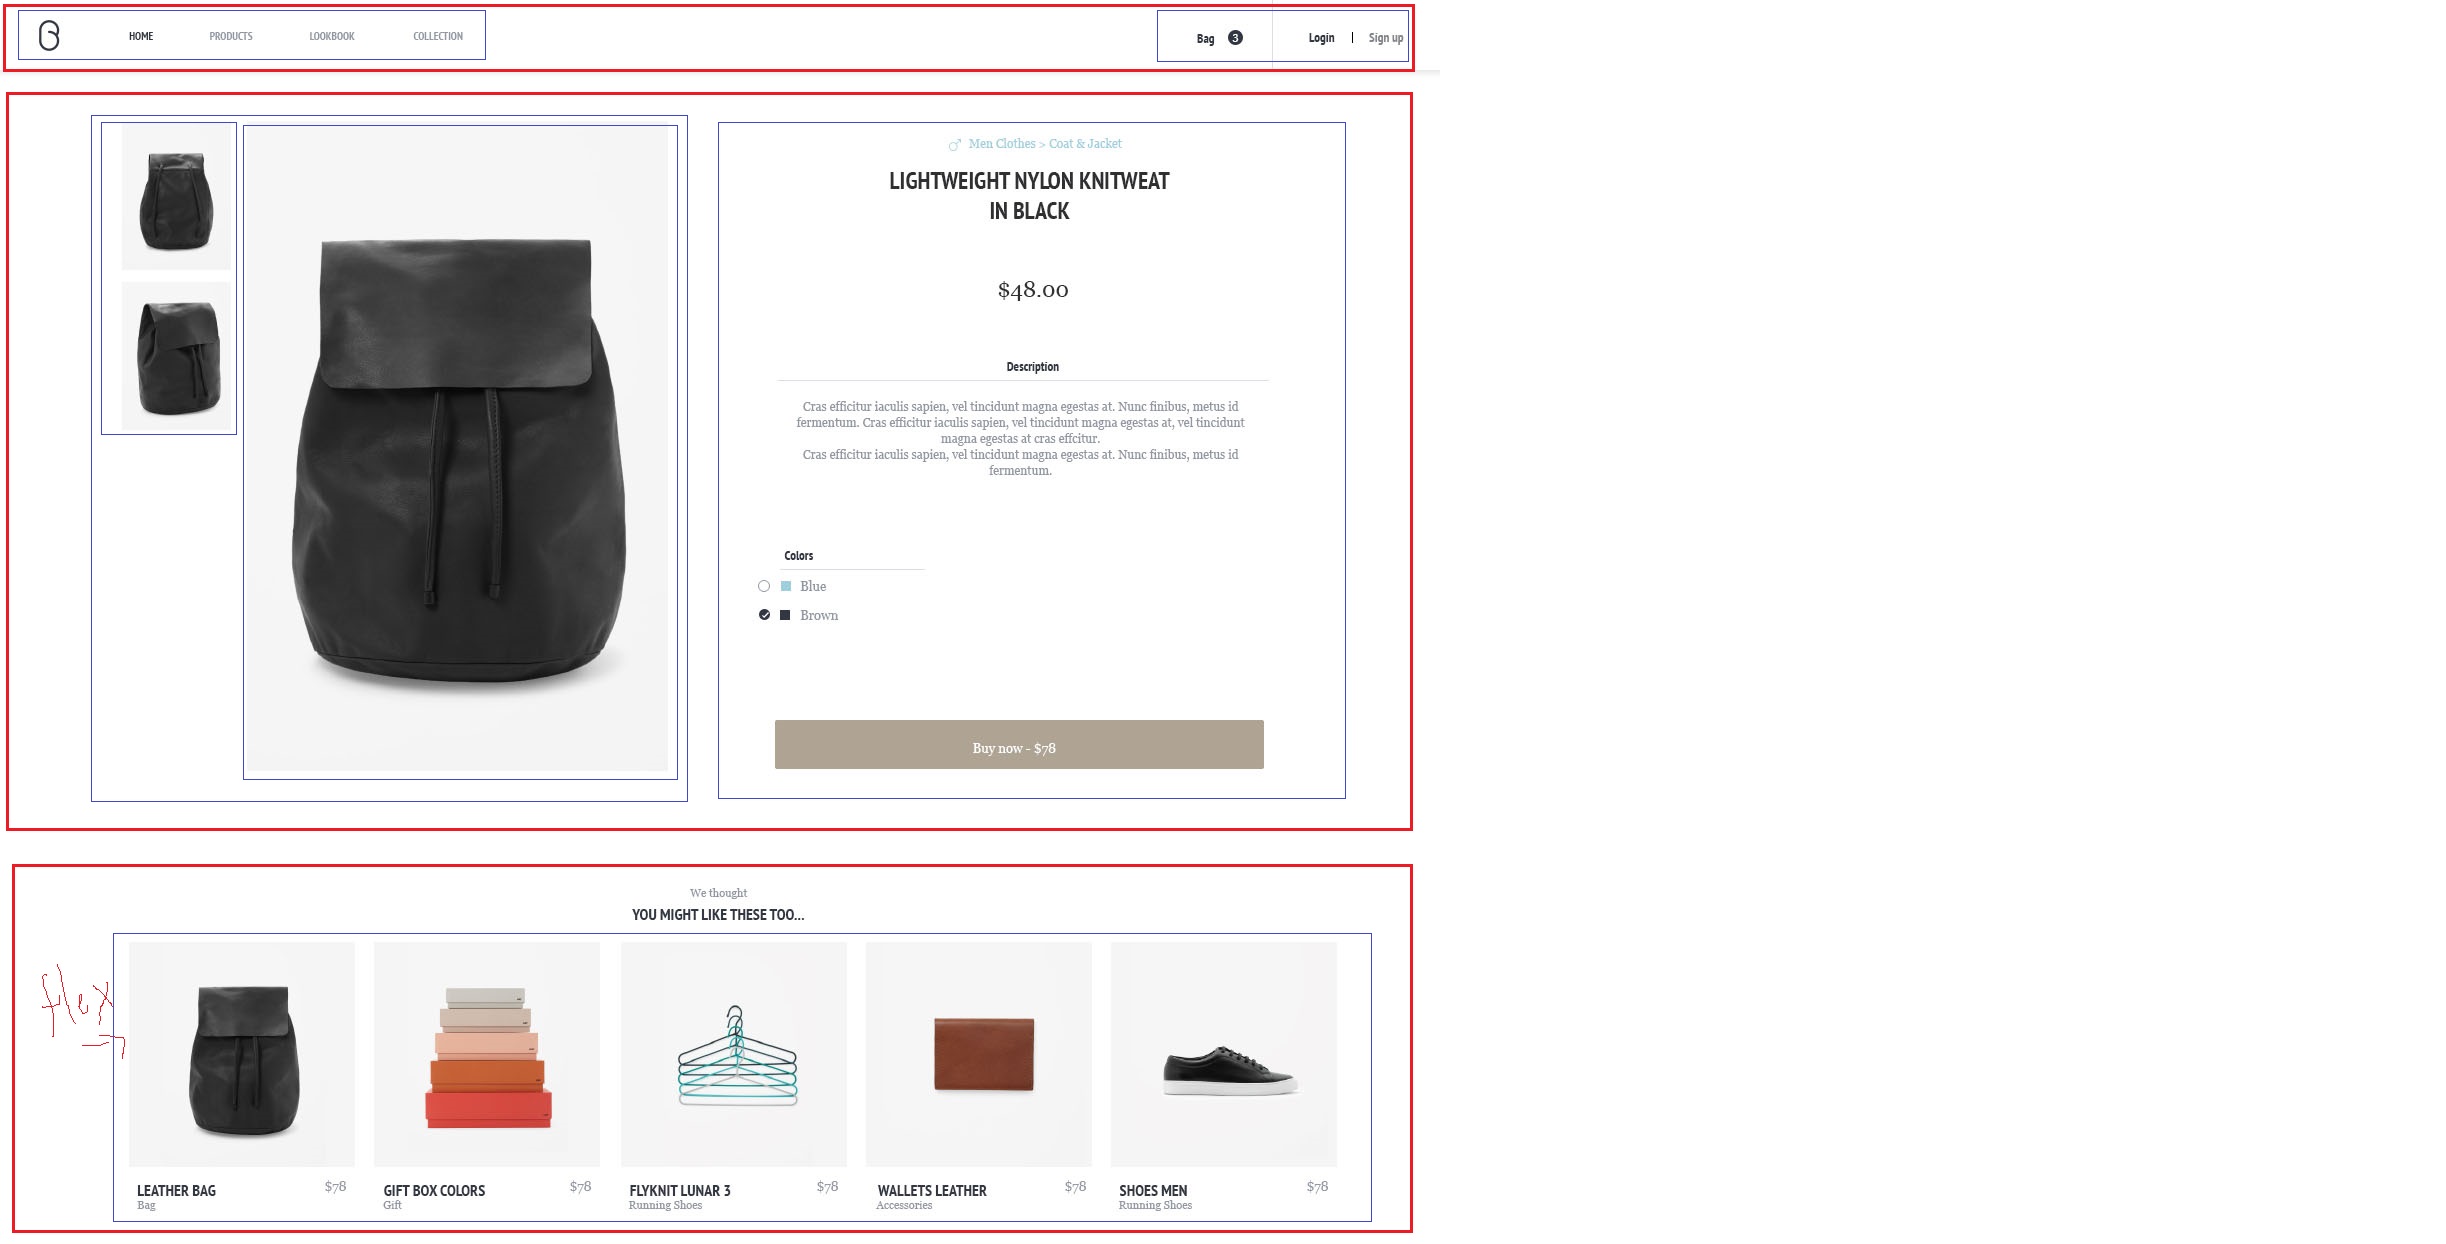 HOME PRODUCTS LOOKBOOK COLLECTION Bag 3 Login | Sign up
Men Clothes > Coat & Jacket
LIGHTWEIGHT NYLON KNITWEAT
IN BLACK
$48.00
Description
Cras efficitur iaculis sapien, vel tincidunt magna egestas at. Nunc finibus, metus id
fermentum. Cras efficitur iaculis sapien, vel tincidunt magna egestas at, vel tincidunt
magna egestas at cras effcitur.
Cras efficitur iaculis sapien, vel tincidunt magna egestas at. Nunc finibus, metus id
fermentum.
Colors
Blue
Brown
Buy now - $78
We thought
YOU MIGHT LIKE THESE TOO...
flex
LEATHER BAG $78
Bag
GIFT BOX COLORS $78
Gift
FLYKNIT LUNAR 3 $78
Running Shoes
WALLETS LEATHER $78
Accessories
SHOES MEN $78
Running Shoes